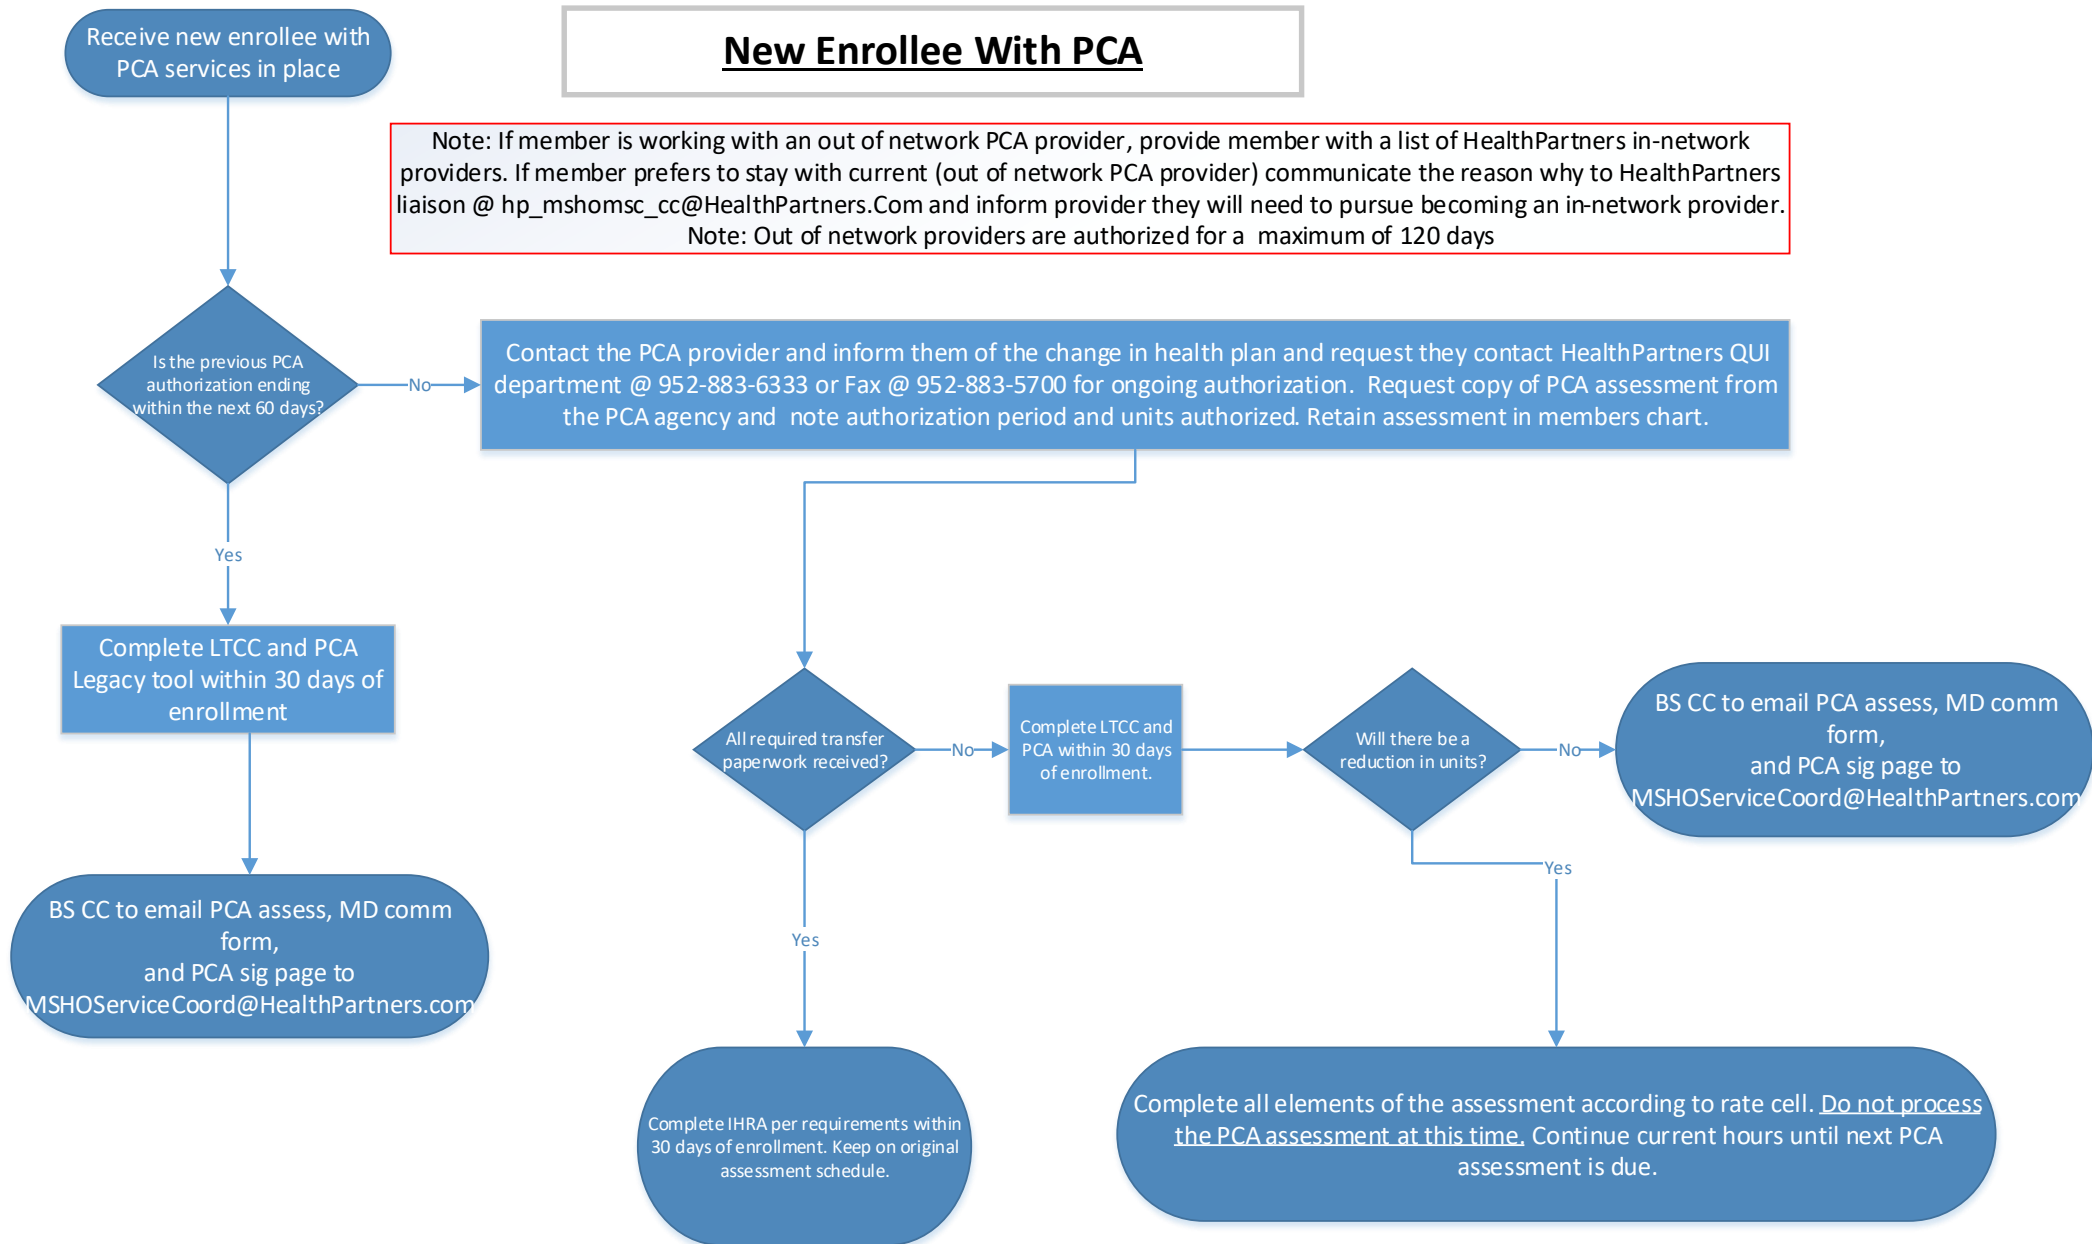 Receive new enrollee with
PCA services in place
New Enrollee With PCA
Note: If member is working with an out of network PCA provider, provide member with a list of HealthPartners in-network
providers. If member prefers to stay with current (out of network PCA provider) communicate the reason why to HealthPartners
liaison @ hp_mshomsc_cc@HealthPartners.Com and inform provider they will need to pursue becoming an in-network provider.
Note: Out of network providers are authorized for a maximum of 120 days
Is the previous PCA
authorization ending
within the next 60 days?
No
Contact the PCA provider and inform them of the change in health plan and request they contact HealthPartners QUI
department @ 952-883-6333 or Fax @ 952-883-5700 for ongoing authorization. Request copy of PCA assessment from
the PCA agency and note authorization period and units authorized. Retain assessment in members chart.
Yes
Complete LTCC and PCA
Legacy tool within 30 days of
enrollment
BS CC to email PCA assess, MD comm
form,
and PCA sig page to
MSHOServiceCoord@HealthPartners.com
All required transfer
paperwork received?
No
Complete LTCC and
PCA within 30 days
of enrollment.
Will there be a
reduction in units?
No
BS CC to email PCA assess, MD comm
form,
and PCA sig page to
MSHOServiceCoord@HealthPartners.com
Yes
Yes
Complete IHRA per requirements within
30 days of enrollment. Keep on original
assessment schedule.
Complete all elements of the assessment according to rate cell. Do not process
the PCA assessment at this time. Continue current hours until next PCA
assessment is due.